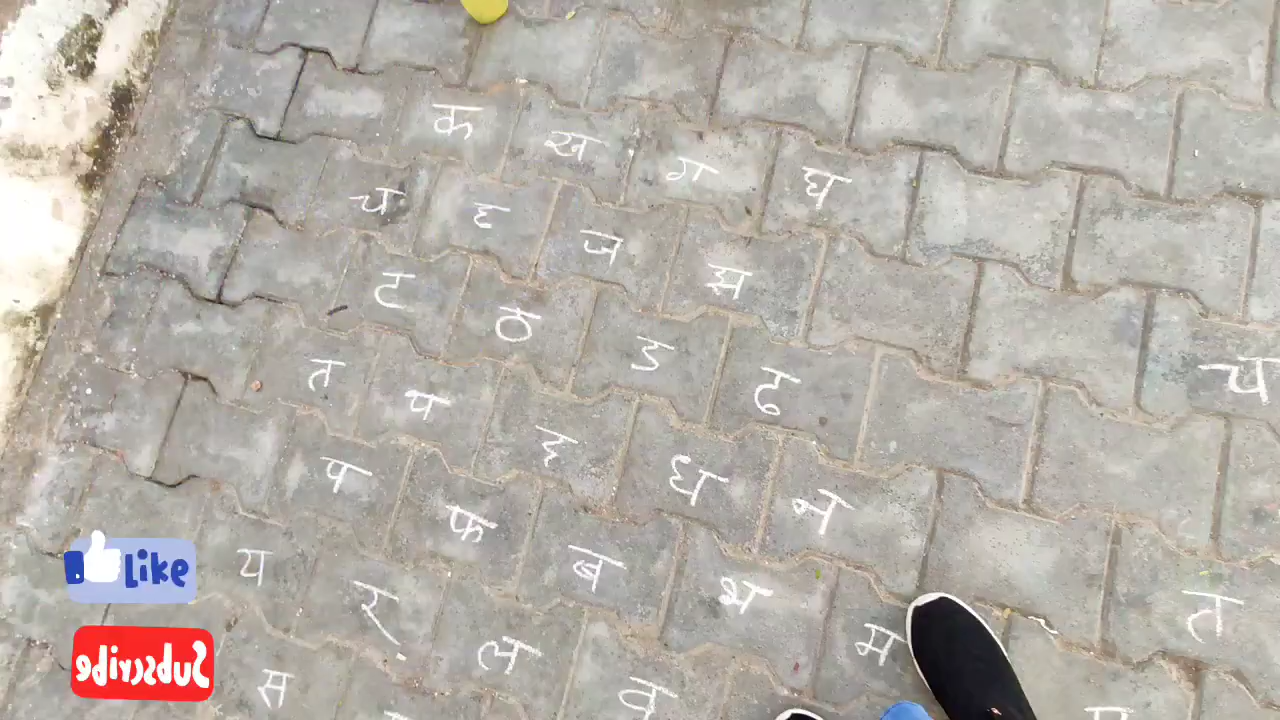 क ख ग घ
च ज झ
ट ठ ड ढ
त ध न
प फ ब भ म
य र ल व
स
च
त
Like
Subscribe